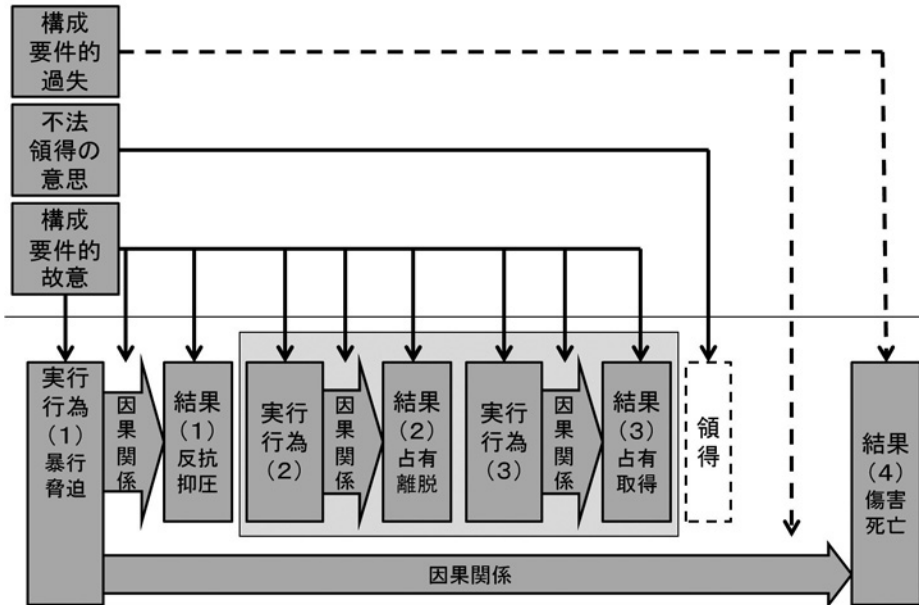 構成
要件的
過失
不法
領得の
意思
構成
要件的
故意
実行
行為
(1)
暴行
脅迫
因果関係
結果
(1)
反抗
抑圧
実行
行為
(2)
因果関係
結果
(2)
占有
離脱
実行
行為
(3)
因果関係
結果
(3)
占有
取得
領得
結果
(4)
傷害
死亡
因果関係